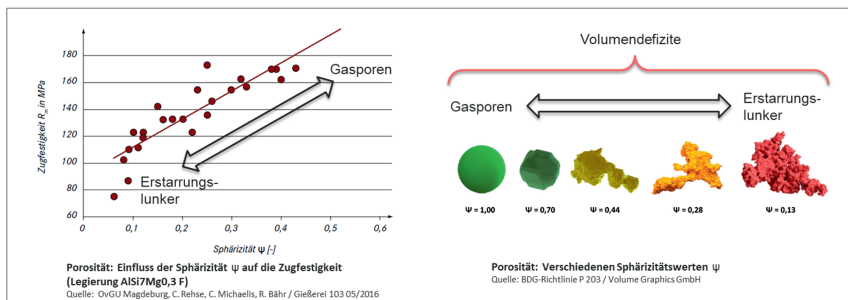 Zugfestigkeit Rm in MPa
180
160
140
120
100
80
60
0
0,1
0,2
0,3
0,4
0,5
0,6
Sphärizität Ψ [-]
Gasporen
Erstarrungs-
lunker
Porosität: Einfluss der Sphärizität ψ auf die Zugfestigkeit
(Legierung AlSi7Mg0,3 F)
Quelle: OvGU Magdeburg, C. Rehse, C. Michaelis, R. Bähr / Gießerei 103 05/2016
Volumendefizite
Gasporen
Erstarrungs-
lunker
Ψ = 1,00
Ψ = 0,70
Ψ = 0,44
Ψ = 0,28
Ψ = 0,13
Porosität: Verschiedenen Sphärizitätswerten ψ
Quelle: BDG-Richtlinie P 203 / Volume Graphics GmbH